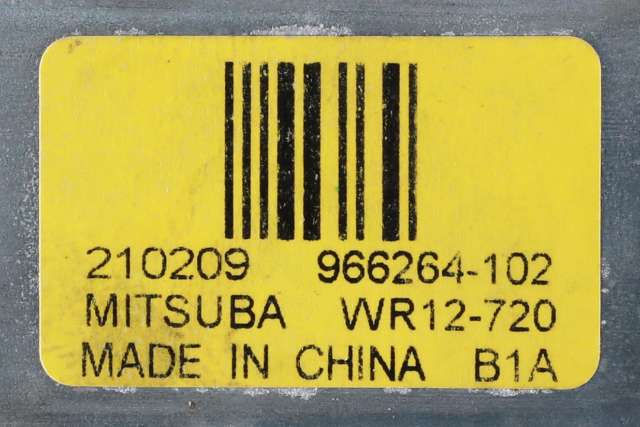 210209 966264-102
MITSUBA WR12-720
MADE IN CHINA B1A